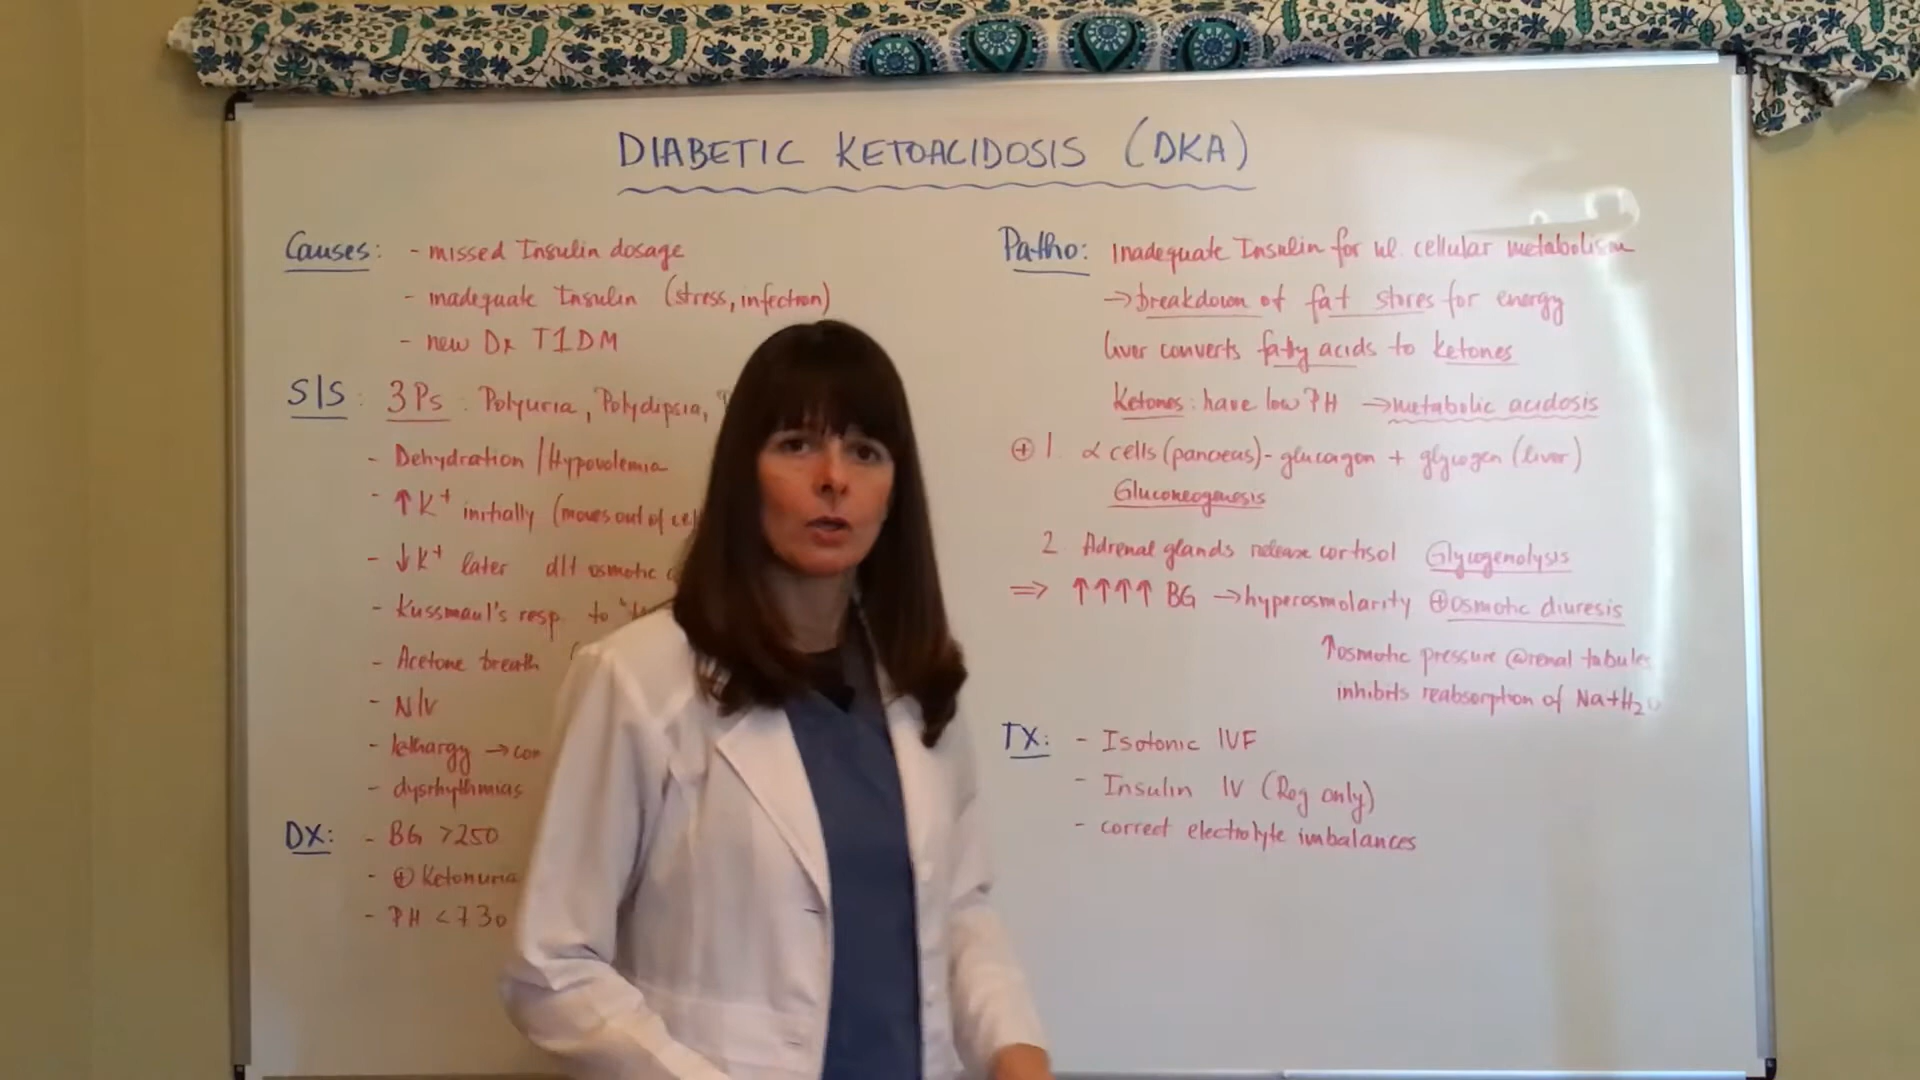 DIABETIC KETOACIDOSIS (DKA)
Causes: - missed Insulin dosage
- inadequate Insulin (stress, infection)
- new Dx T1DM
S/S: 3Ps: Polyuria, Polydipsia,
- Dehydration/Hypovolemia
- ↑K+ initially (moves out of cel
- ↓K+ later d/t osmotic
- Kussmaul's resp. to
- Acetone breath
- N/V
- lethargy →
- dysrhythmias
DX: - BG >250
- ⊕ Ketonuria
- PH < 7.30
Patho: Inadequate Insulin for cellular metabolism
→ breakdown of fat stores for energy
liver converts fatty acids to ketones
Ketones: have low PH → metabolic acidosis
⊕ 1. α cells (pancreas) - glucagon + glycogen (liver)
Gluconeogenesis
2. Adrenal glands release cortisol Glycogenolysis
⇒ ↑↑↑↑ BG → hyperosmolarity ⊕ osmotic diuresis
↑osmotic pressure @ renal tubules
inhibits reabsorption of Na+H2O
TX: - Isotonic IVF
- Insulin IV (Reg only)
- correct electrolyte imbalances